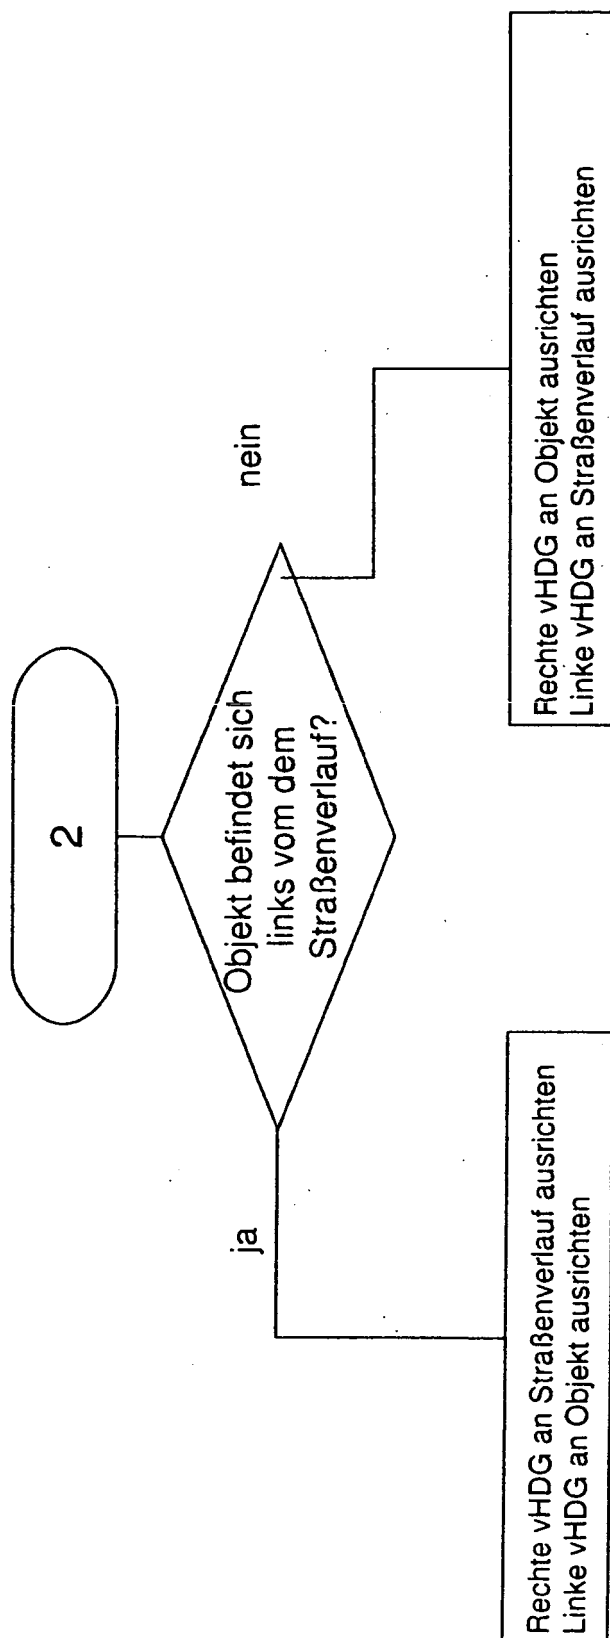 2
Objekt befindet sich
links vom dem
Straßenverlauf?
ja
nein
Rechte vHDG an Straßenverlauf ausrichten
Linke vHDG an Objekt ausrichten
Rechte vHDG an Objekt ausrichten
Linke vHDG an Straßenverlauf ausrichten